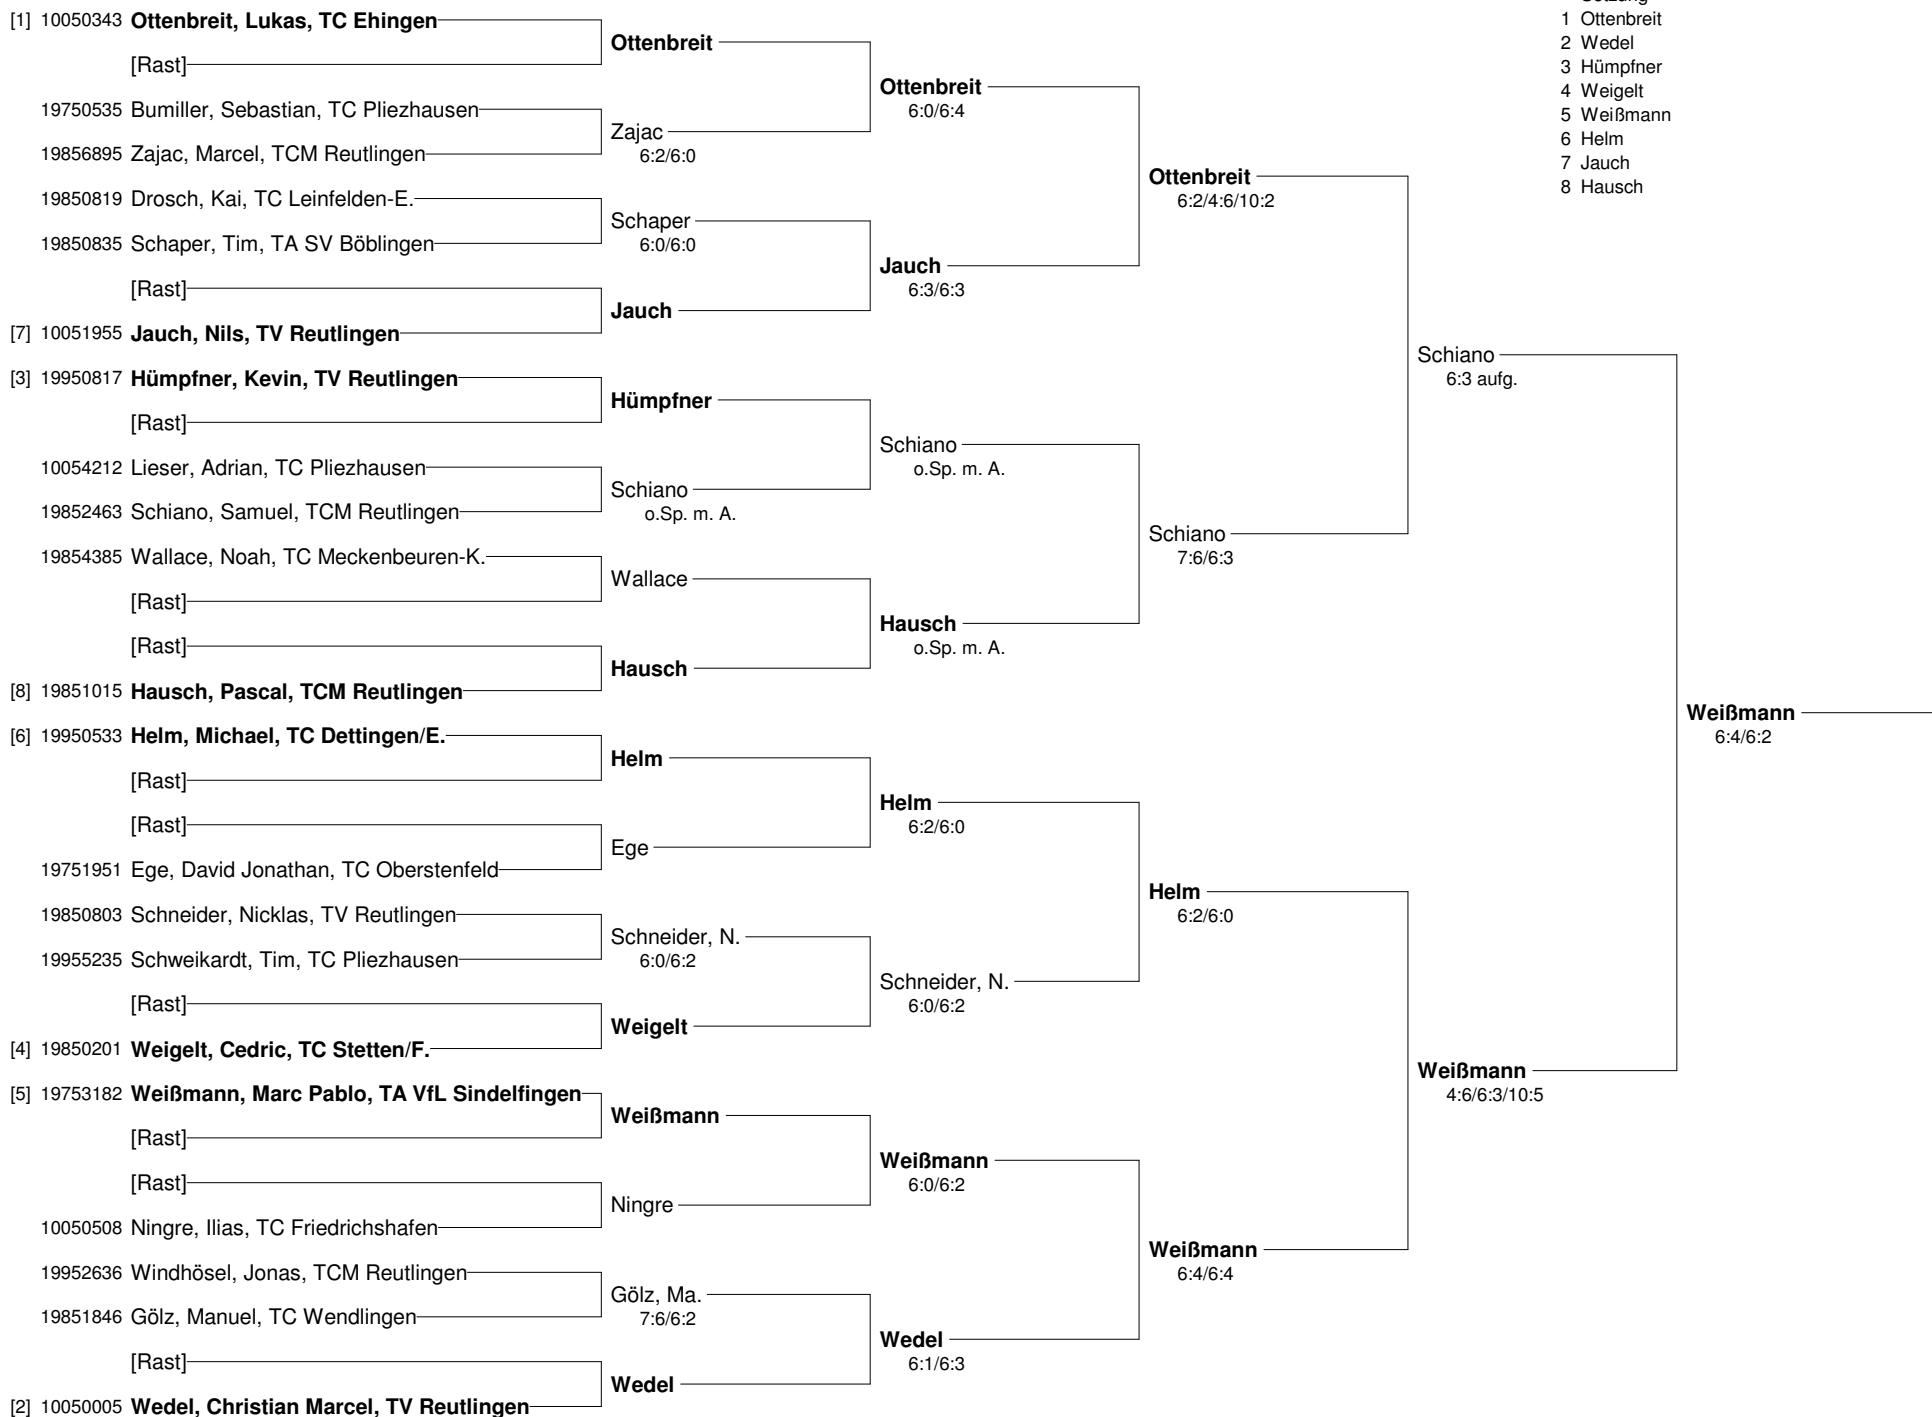 Setzung
1 Ottenbreit
2 Wedel
3 Hümpfner
4 Weigelt
5 Weißmann
6 Helm
7 Jauch
8 Hausch
[1] 10050343 Ottenbreit, Lukas, TC Ehingen
[Rast]
19750535 Bumiller, Sebastian, TC Pliezhausen
19856895 Zajac, Marcel, TCM Reutlingen
19850819 Drosch, Kai, TC Leinfelden-E.
19850835 Schaper, Tim, TA SV Böblingen
[Rast]
[7] 10051955 Jauch, Nils, TV Reutlingen
[3] 19950817 Hümpfner, Kevin, TV Reutlingen
[Rast]
10054212 Lieser, Adrian, TC Pliezhausen
19852463 Schiano, Samuel, TCM Reutlingen
19854385 Wallace, Noah, TC Meckenbeuren-K.
[Rast]
[Rast]
[8] 19851015 Hausch, Pascal, TCM Reutlingen
[6] 19950533 Helm, Michael, TC Dettingen/E.
[Rast]
[Rast]
19751951 Ege, David Jonathan, TC Oberstenfeld
19850803 Schneider, Nicklas, TV Reutlingen
19955235 Schweikardt, Tim, TC Pliezhausen
[Rast]
[4] 19850201 Weigelt, Cedric, TC Stetten/F.
[5] 19753182 Weißmann, Marc Pablo, TA VfL Sindelfingen
[Rast]
[Rast]
10050508 Ningre, Ilias, TC Friedrichshafen
19952636 Windhösel, Jonas, TCM Reutlingen
19851846 Gölz, Manuel, TC Wendlingen
[Rast]
[2] 10050005 Wedel, Christian Marcel, TV Reutlingen
Ottenbreit
Zajac
6:2/6:0
Schaper
6:0/6:0
Jauch
Hümpfner
Schiano
o.Sp. m. A.
Wallace
Hausch
Helm
Ege
Schneider, N.
6:0/6:2
Weigelt
Weißmann
Ningre
Gölz, Ma.
7:6/6:2
Wedel
Ottenbreit
6:0/6:4
Jauch
6:3/6:3
Schiano
o.Sp. m. A.
Hausch
o.Sp. m. A.
Helm
6:2/6:0
Schneider, N.
6:0/6:2
Weißmann
6:0/6:2
Wedel
6:1/6:3
Ottenbreit
6:2/4:6/10:2
Schiano
7:6/6:3
Helm
6:2/6:0
Weißmann
6:4/6:4
Schiano
6:3 aufg.
Weißmann
4:6/6:3/10:5
Weißmann
6:4/6:2